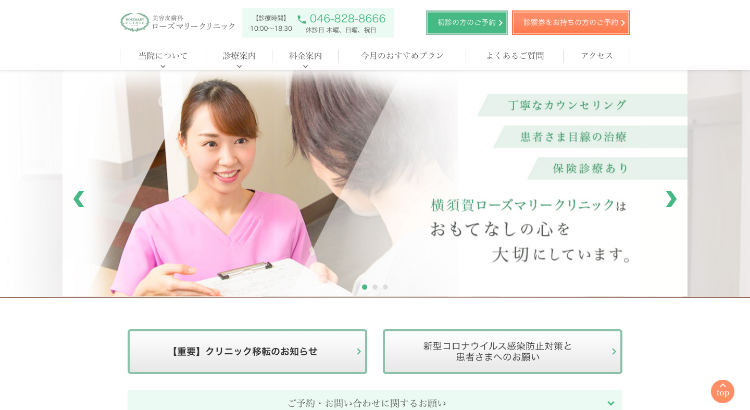 美容皮膚科
ローズマリークリニック
【診療時間】
10:00〜18:30
046-828-8666
休診日 木曜、日曜、祝日
初診の方のご予約
診察券をお持ちの方のご予約
当院について
診療案内
料金案内
今月のおすすめプラン
よくあるご質問
アクセス
丁寧なカウンセリング
患者さま目線の治療
保険診療あり
横須賀ローズマリークリニックは
おもてなしの心を
大切にしています。
【重要】クリニック移転のお知らせ
新型コロナウイルス感染防止対策と
患者さまへのお願い
ご予約・お問い合わせに関するお願い
top